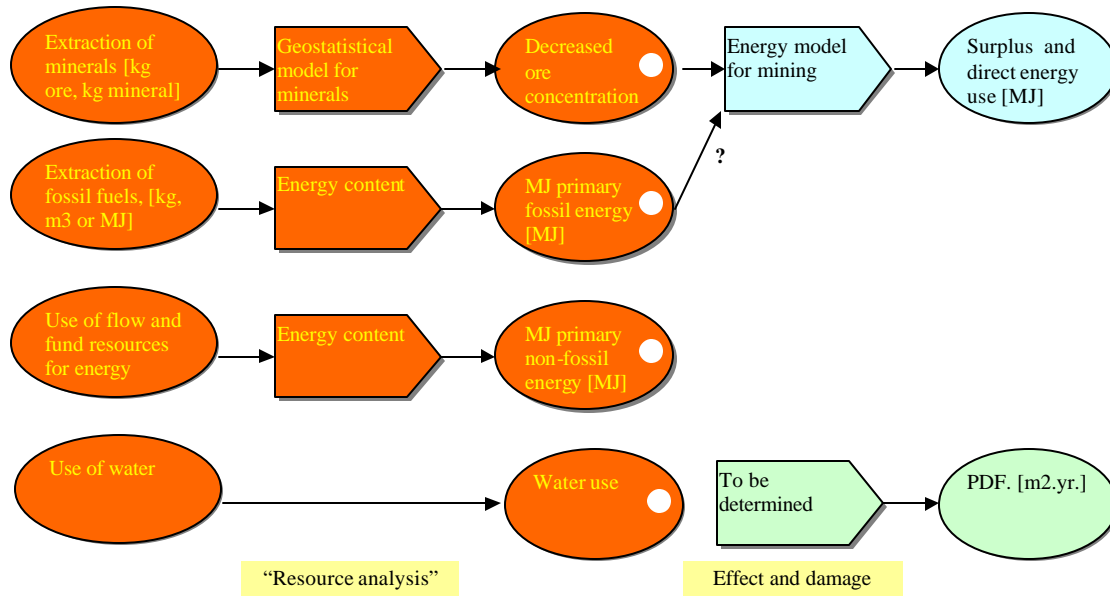 Extraction of
minerals [kg
ore, kg mineral]
Geostatistical
model for
minerals
Decreased
ore
concentration
Energy model
for mining
Surplus and
direct energy
use [MJ]
Extraction of
fossil fuels, [kg,
m3 or MJ]
Energy content
MJ primary
fossil energy
[MJ]
?
Use of flow and
fund resources
for energy
Energy content
MJ primary
non-fossil
energy [MJ]
Use of water
Water use
To be
determined
PDF. [m2.yr.]
“Resource analysis”
Effect and damage